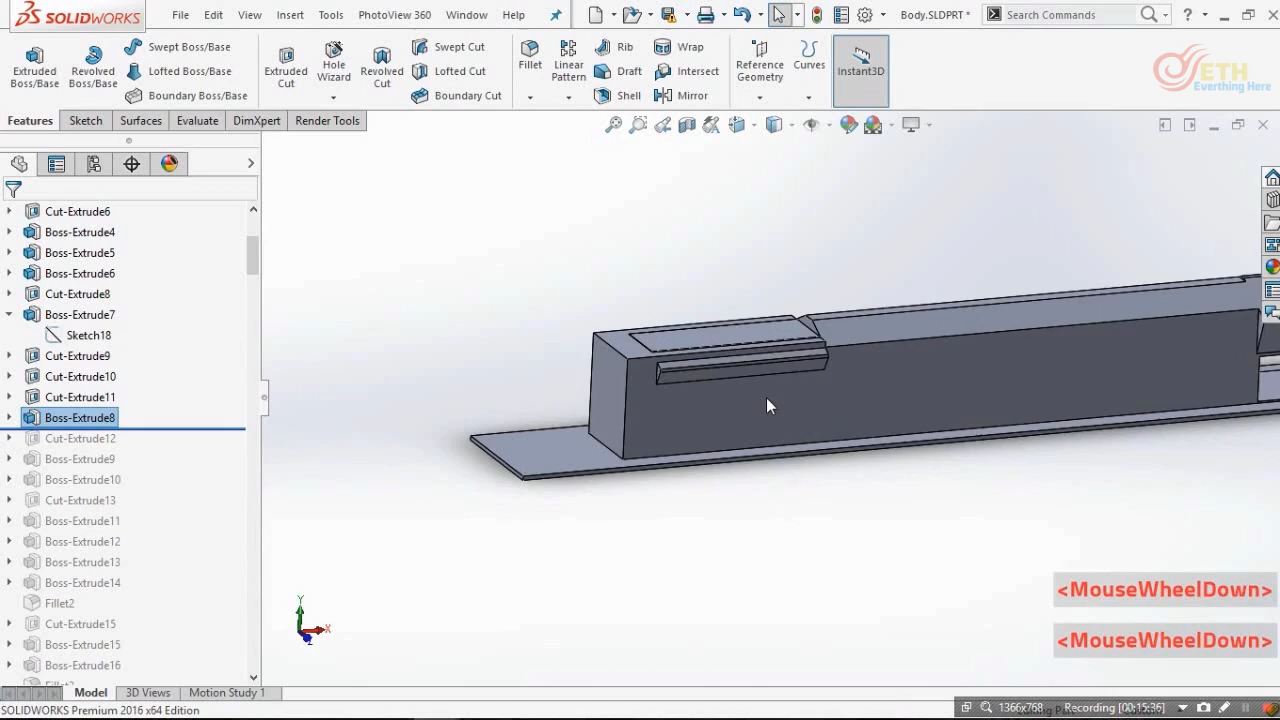 SOLIDWORKS
File Edit View Insert Tools PhotoView 360 Window Help
Body.SLDPRT *
Search Commands
Extruded Boss/Base
Revolved Boss/Base
Swept Boss/Base
Lofted Boss/Base
Boundary Boss/Base
Extruded Cut
Hole Wizard
Revolved Cut
Swept Cut
Lofted Cut
Boundary Cut
Fillet
Linear Pattern
Rib
Draft
Shell
Wrap
Intersect
Mirror
Reference Geometry
Curves
Instant3D
ETH
Everthing Here
Features Sketch Surfaces Evaluate DimXpert Render Tools
Cut-Extrude6
Boss-Extrude4
Boss-Extrude5
Boss-Extrude6
Cut-Extrude8
Boss-Extrude7
Sketch18
Cut-Extrude9
Cut-Extrude10
Cut-Extrude11
Boss-Extrude8
Cut-Extrude12
Boss-Extrude9
Boss-Extrude10
Cut-Extrude13
Boss-Extrude11
Boss-Extrude12
Boss-Extrude13
Boss-Extrude14
Fillet2
Cut-Extrude15
Boss-Extrude15
Boss-Extrude16
Y
X
Z
<MouseWheelDown>
<MouseWheelDown>
Model 3D Views Motion Study 1
SOLIDWORKS Premium 2016 x64 Edition
1366x768 Recording [00:15:36]